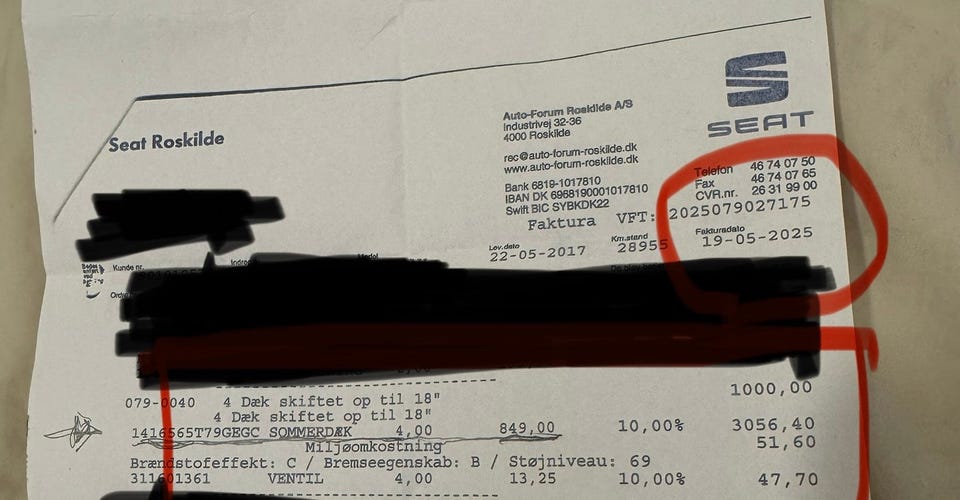 Seat Roskilde
SEAT
Auto-Forum Roskilde A/S
Industrivej 32-36
4000 Roskilde
rec@auto-forum-roskilde.dk
www.auto-forum-roskilde.dk
Bank 6819-1017810
IBAN DK 6968190001017810
Swift BIC SYBKDK22
Telefon 46 74 07 50
Fax 46 74 07 65
CVR.nr. 26 31 99 00
Faktura VFT: 2025079027175
Lev.dato 22-05-2017
Km.stand 28955
Fakturadato 19-05-2025
Kunde nr.
1000,00
079-0040 4 Dæk skiftet op til 18"
4 Dæk skiftet op til 18"
1416565T79GEGC SOMMERDÆK 4,00 849,00 10,00% 3056,40
Miljøomkostning 51,60
Brændstofeffekt: C / Bremseegenskab: B / Støjniveau: 69
311601361 VENTIL 4,00 13,25 10,00% 47,70